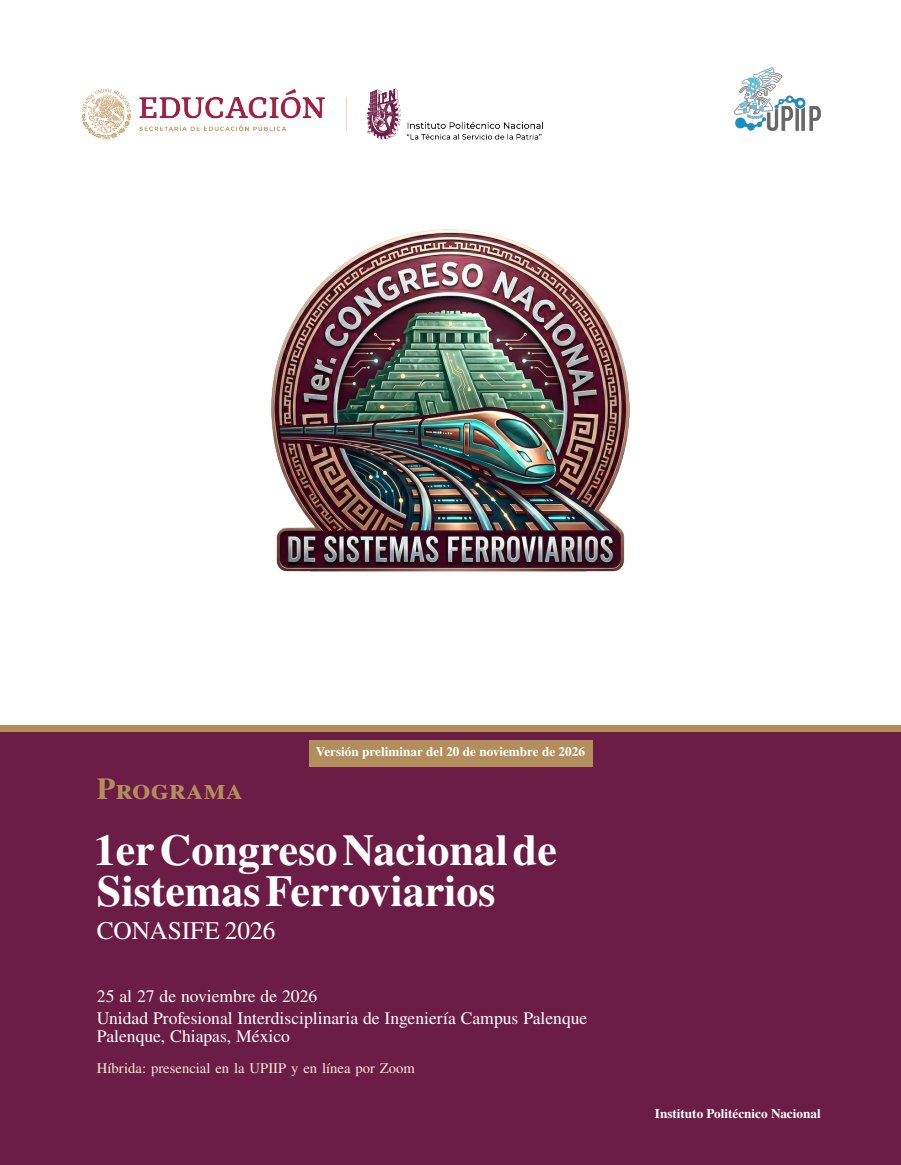 EDUCACIÓN
SECRETARÍA DE EDUCACIÓN PÚBLICA
IPN
Instituto Politécnico Nacional
"La Técnica al Servicio de la Patria"
UPIIP
1er. CONGRESO NACIONAL
DE SISTEMAS FERROVIARIOS
Versión preliminar del 20 de noviembre de 2026
PROGRAMA
1er Congreso Nacional de
Sistemas Ferroviarios
CONASIFE 2026
25 al 27 de noviembre de 2026
Unidad Profesional Interdisciplinaria de Ingeniería Campus Palenque
Palenque, Chiapas, México
Híbrida: presencial en la UPIIP y en línea por Zoom
Instituto Politécnico Nacional